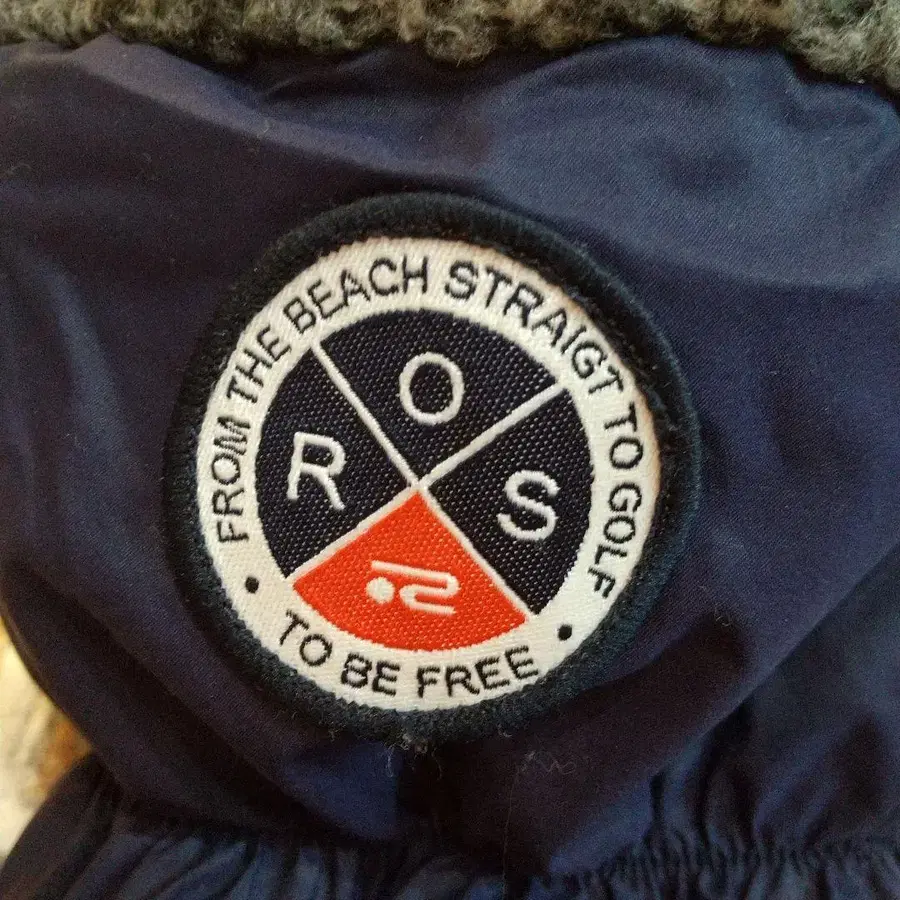 FROM THE BEACH STRAIGT TO GOLF
R O S
TO BE FREE